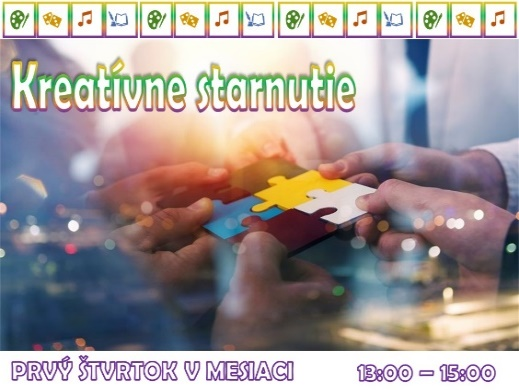 Kreatívne starnutie
PRVÝ ŠTVRTOK V MESIACI 13:00 – 15:00